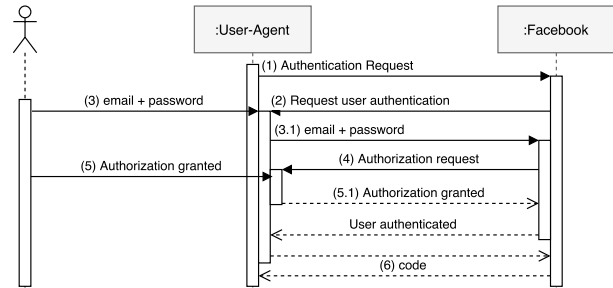 :User-Agent
:Facebook
(1) Authentication Request
(3) email + password
(2) Request user authentication
(3.1) email + password
(5) Authorization granted
(4) Authorization request
(5.1) Authorization granted
User authenticated
(6) code